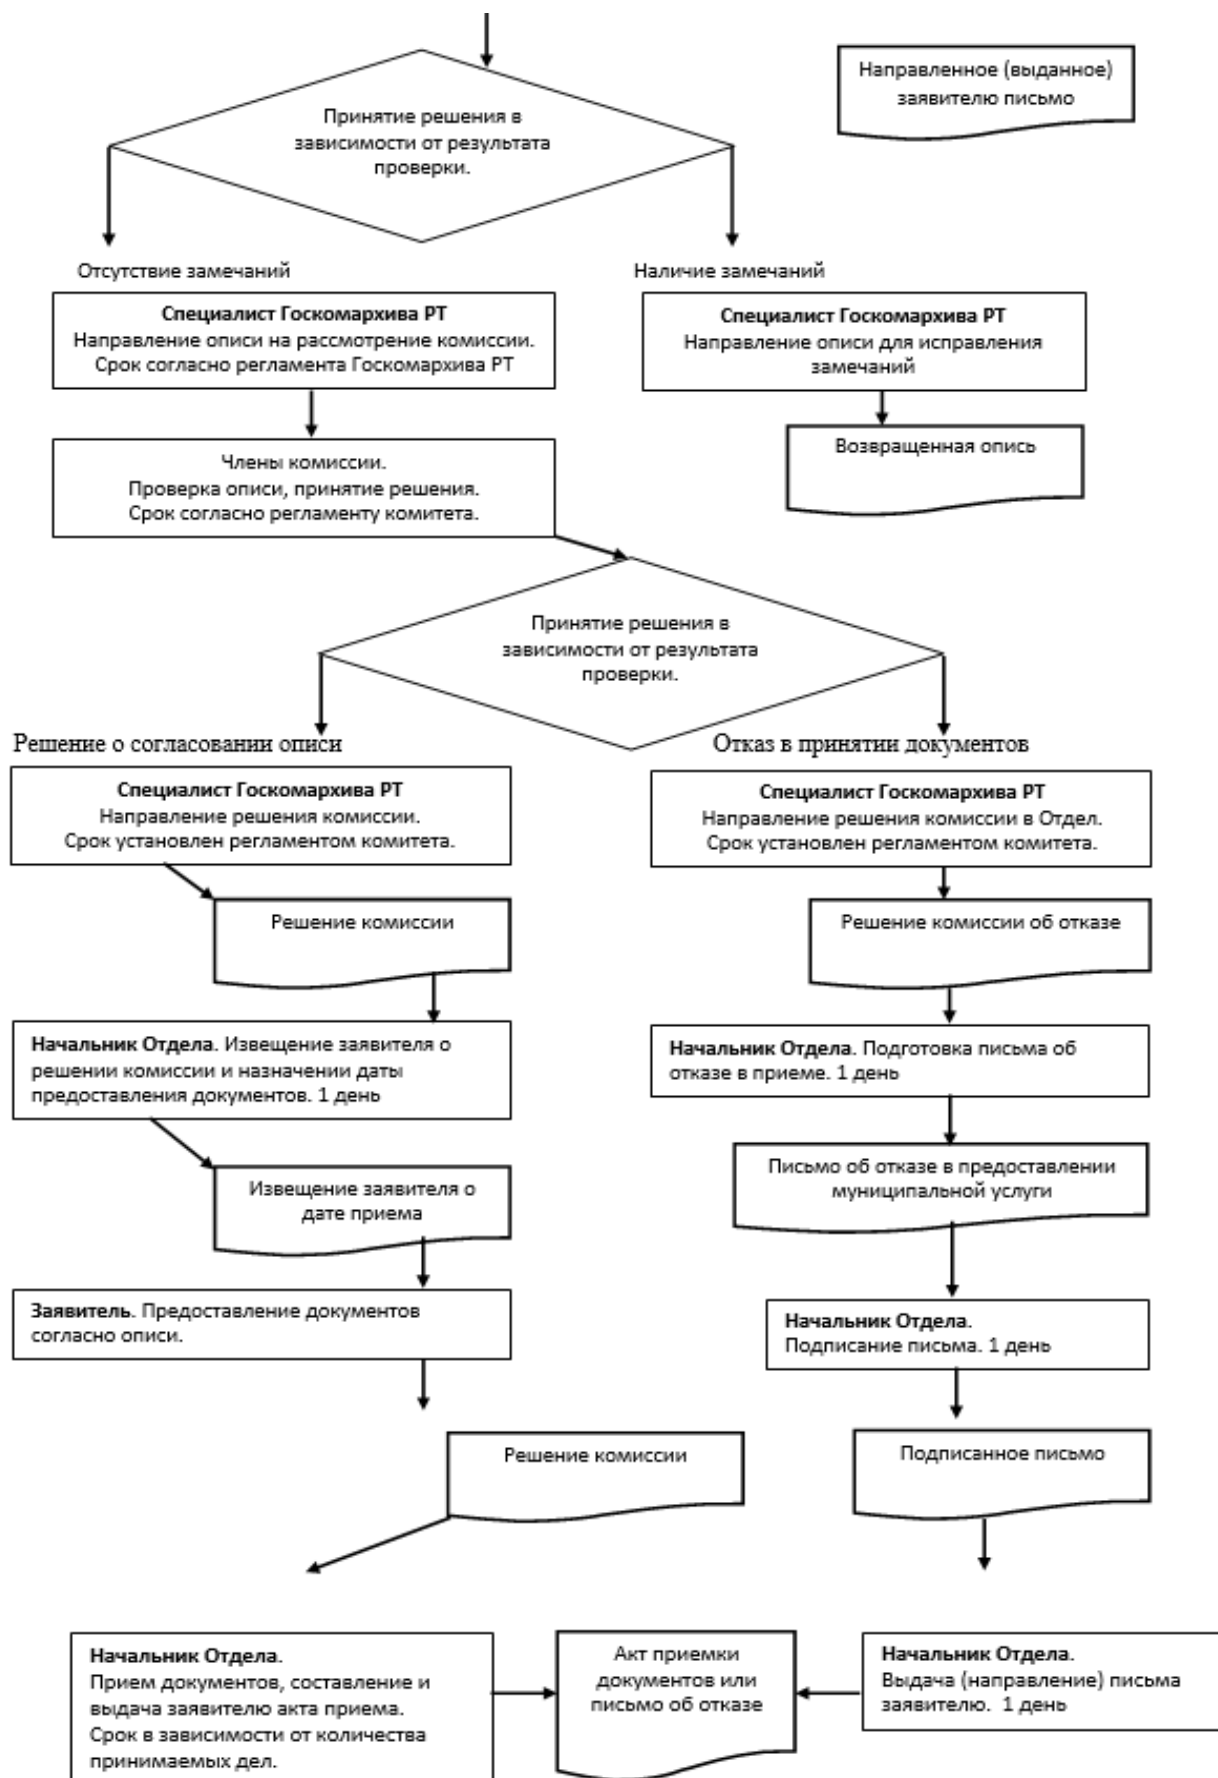 Направленное (выданное)
заявителю письмо
Принятие решения в
зависимости от результата
проверки.
Отсутствие замечаний
Наличие замечаний
Специалист Госкомархива РТ
Направление описи на рассмотрение комиссии.
Срок согласно регламента Госкомархива РТ
Специалист Госкомархива РТ
Направление описи для исправления
замечаний
Члены комиссии.
Проверка описи, принятие решения.
Срок согласно регламенту комитета.
Возвращенная опись
Принятие решения в
зависимости от результата
проверки.
Решение о согласовании описи
Отказ в принятии документов
Специалист Госкомархива РТ
Направление решения комиссии.
Срок установлен регламентом комитета.
Специалист Госкомархива РТ
Направление решения комиссии в Отдел.
Срок установлен регламентом комитета.
Решение комиссии
Решение комиссии об отказе
Начальник Отдела. Извещение заявителя о
решении комиссии и назначении даты
предоставления документов. 1 день
Начальник Отдела. Подготовка письма об
отказе в приеме. 1 день
Извещение заявителя о
дате приема
Письмо об отказе в предоставлении
муниципальной услуги
Заявитель. Предоставление документов
согласно описи.
Начальник Отдела.
Подписание письма. 1 день
Решение комиссии
Подписанное письмо
Начальник Отдела.
Прием документов, составление и
выдача заявителю акта приема.
Срок в зависимости от количества
принимаемых дел.
Акт приемки
документов или
письмо об отказе
Начальник Отдела.
Выдача (направление) письма
заявителю. 1 день